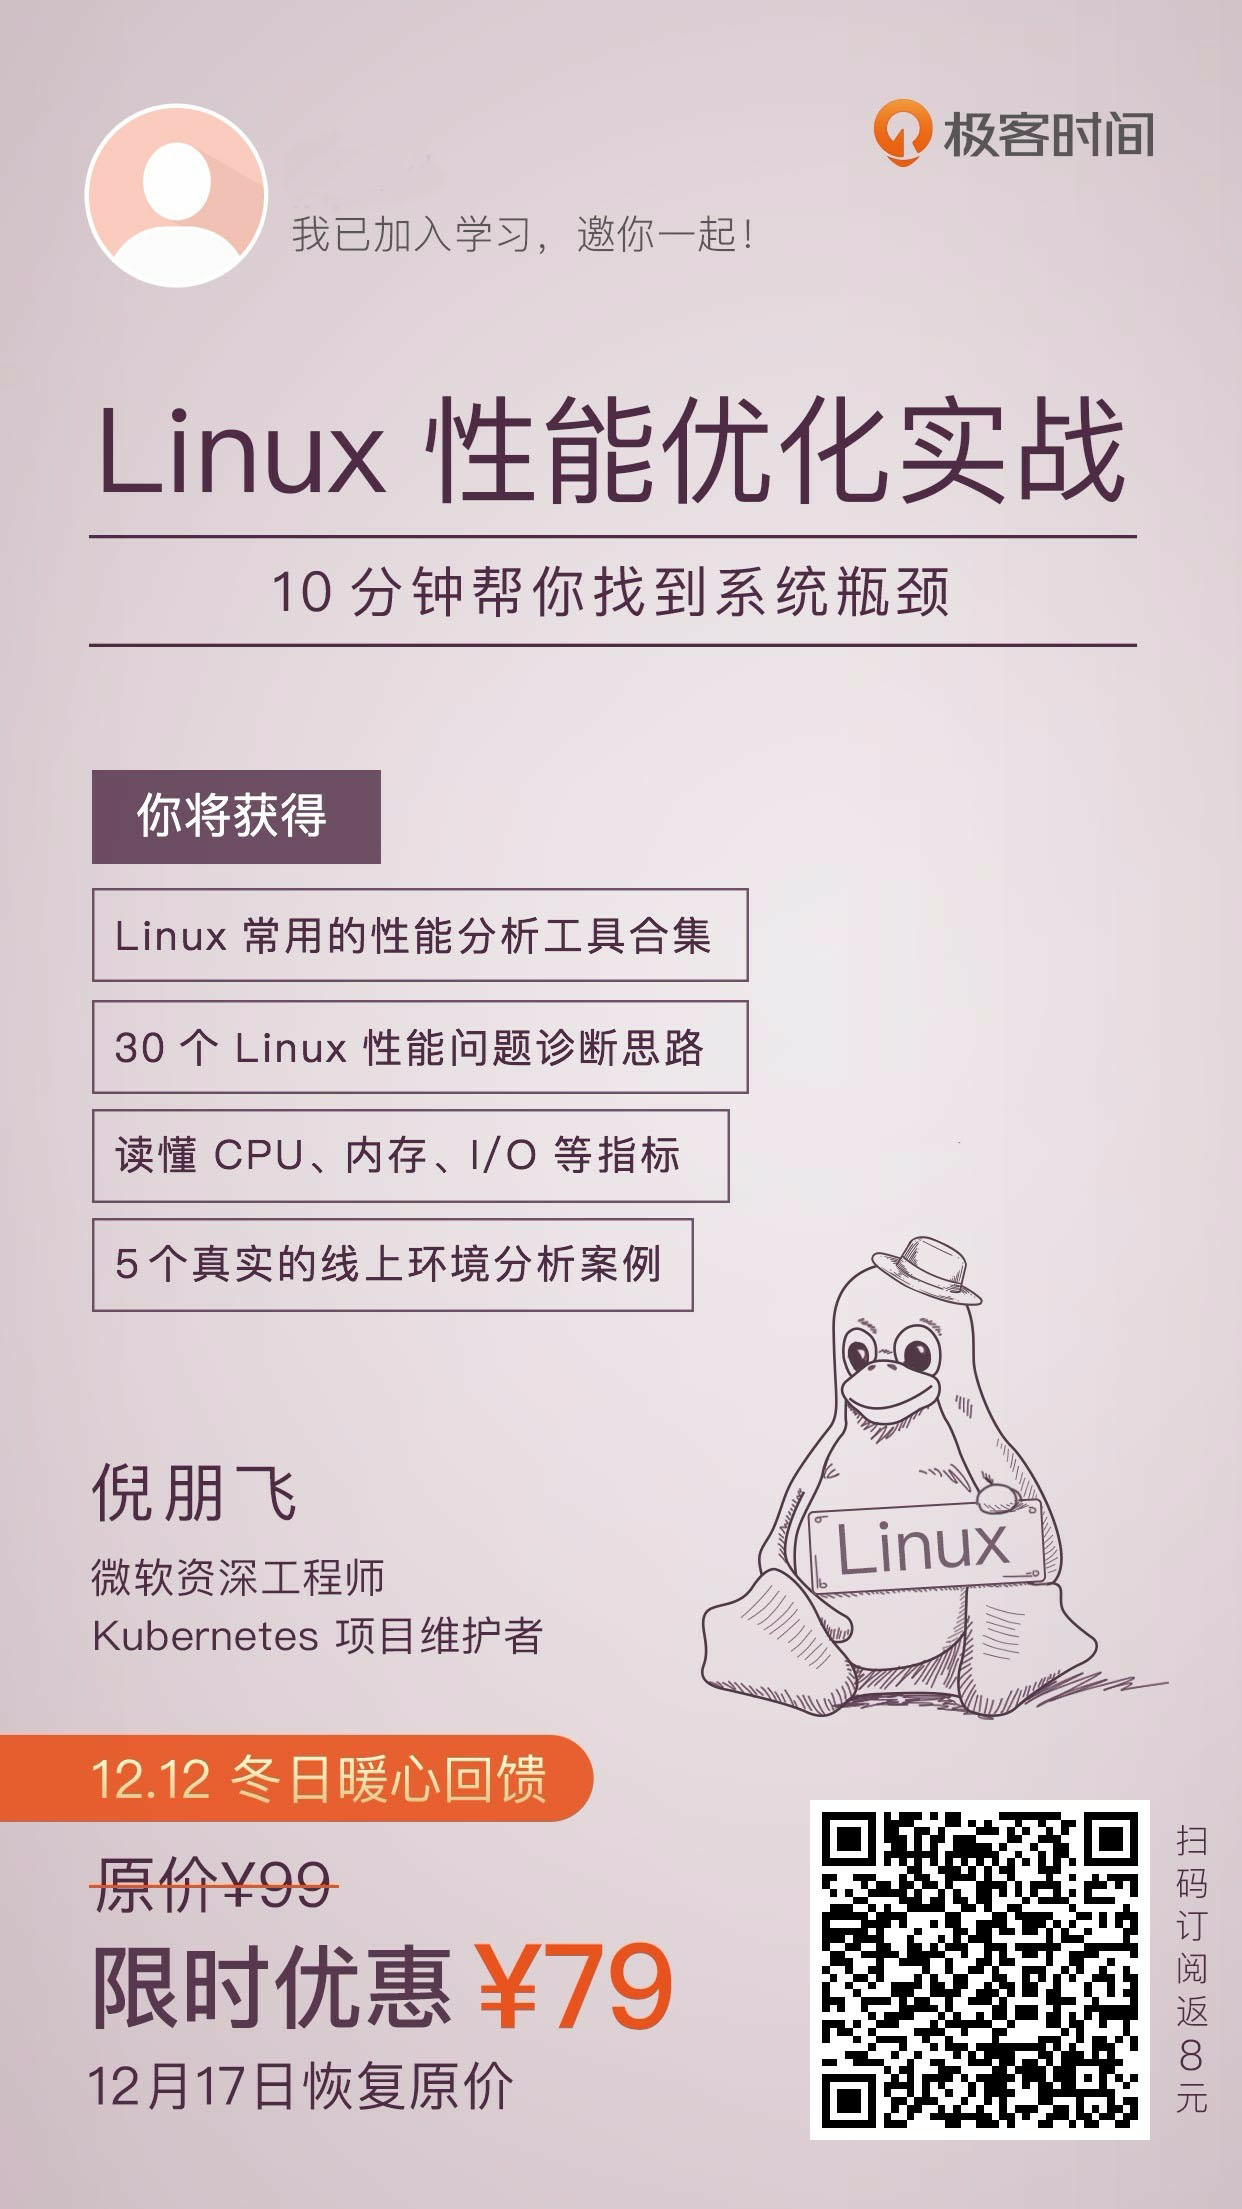 极客时间
我已加入学习，邀你一起！
Linux 性能优化实战
10 分钟帮你找到系统瓶颈
你将获得
Linux 常用的性能分析工具合集
30 个 Linux 性能问题诊断思路
读懂 CPU、内存、I/O 等指标
5个真实的线上环境分析案例
Linux
倪朋飞
微软资深工程师
Kubernetes 项目维护者
12.12 冬日暖心回馈
原价¥99
限时优惠 ¥79
12月17日恢复原价
扫码订阅返8元